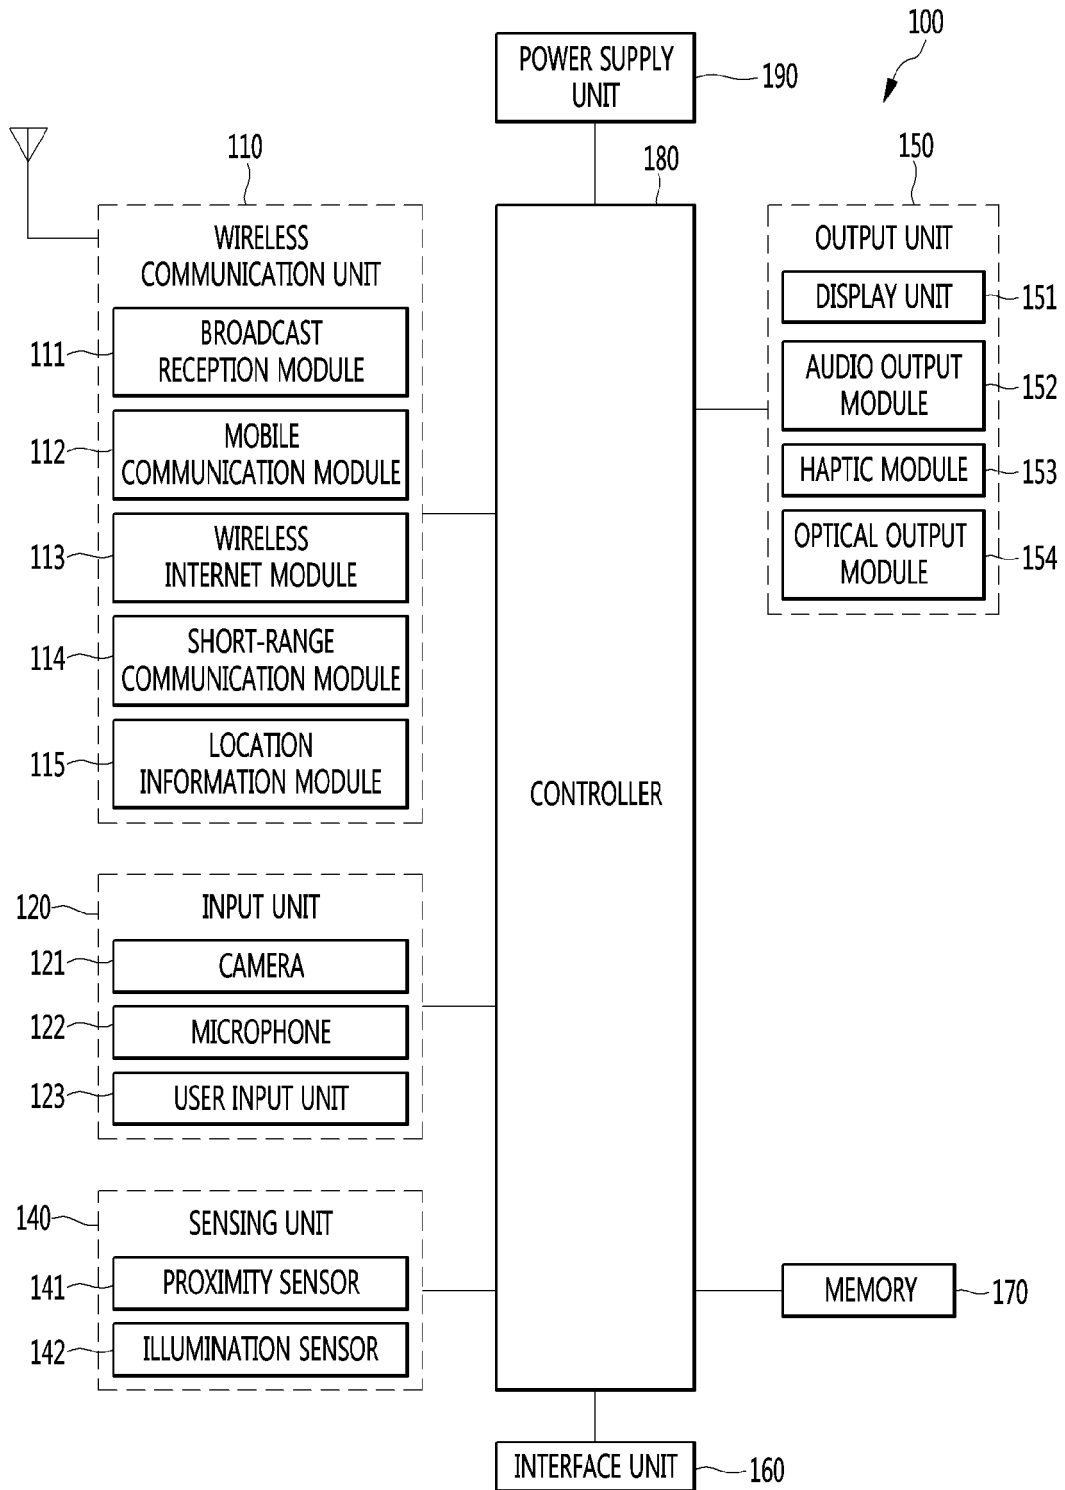 100
POWER SUPPLY
UNIT
190
110
180
150
WIRELESS
COMMUNICATION UNIT
111
BROADCAST
RECEPTION MODULE
112
MOBILE
COMMUNICATION MODULE
113
WIRELESS
INTERNET MODULE
114
SHORT-RANGE
COMMUNICATION MODULE
115
LOCATION
INFORMATION MODULE
120
INPUT UNIT
121
CAMERA
122
MICROPHONE
123
USER INPUT UNIT
140
SENSING UNIT
141
PROXIMITY SENSOR
142
ILLUMINATION SENSOR
CONTROLLER
OUTPUT UNIT
DISPLAY UNIT
151
AUDIO OUTPUT
MODULE
152
HAPTIC MODULE
153
OPTICAL OUTPUT
MODULE
154
MEMORY
170
INTERFACE UNIT
160